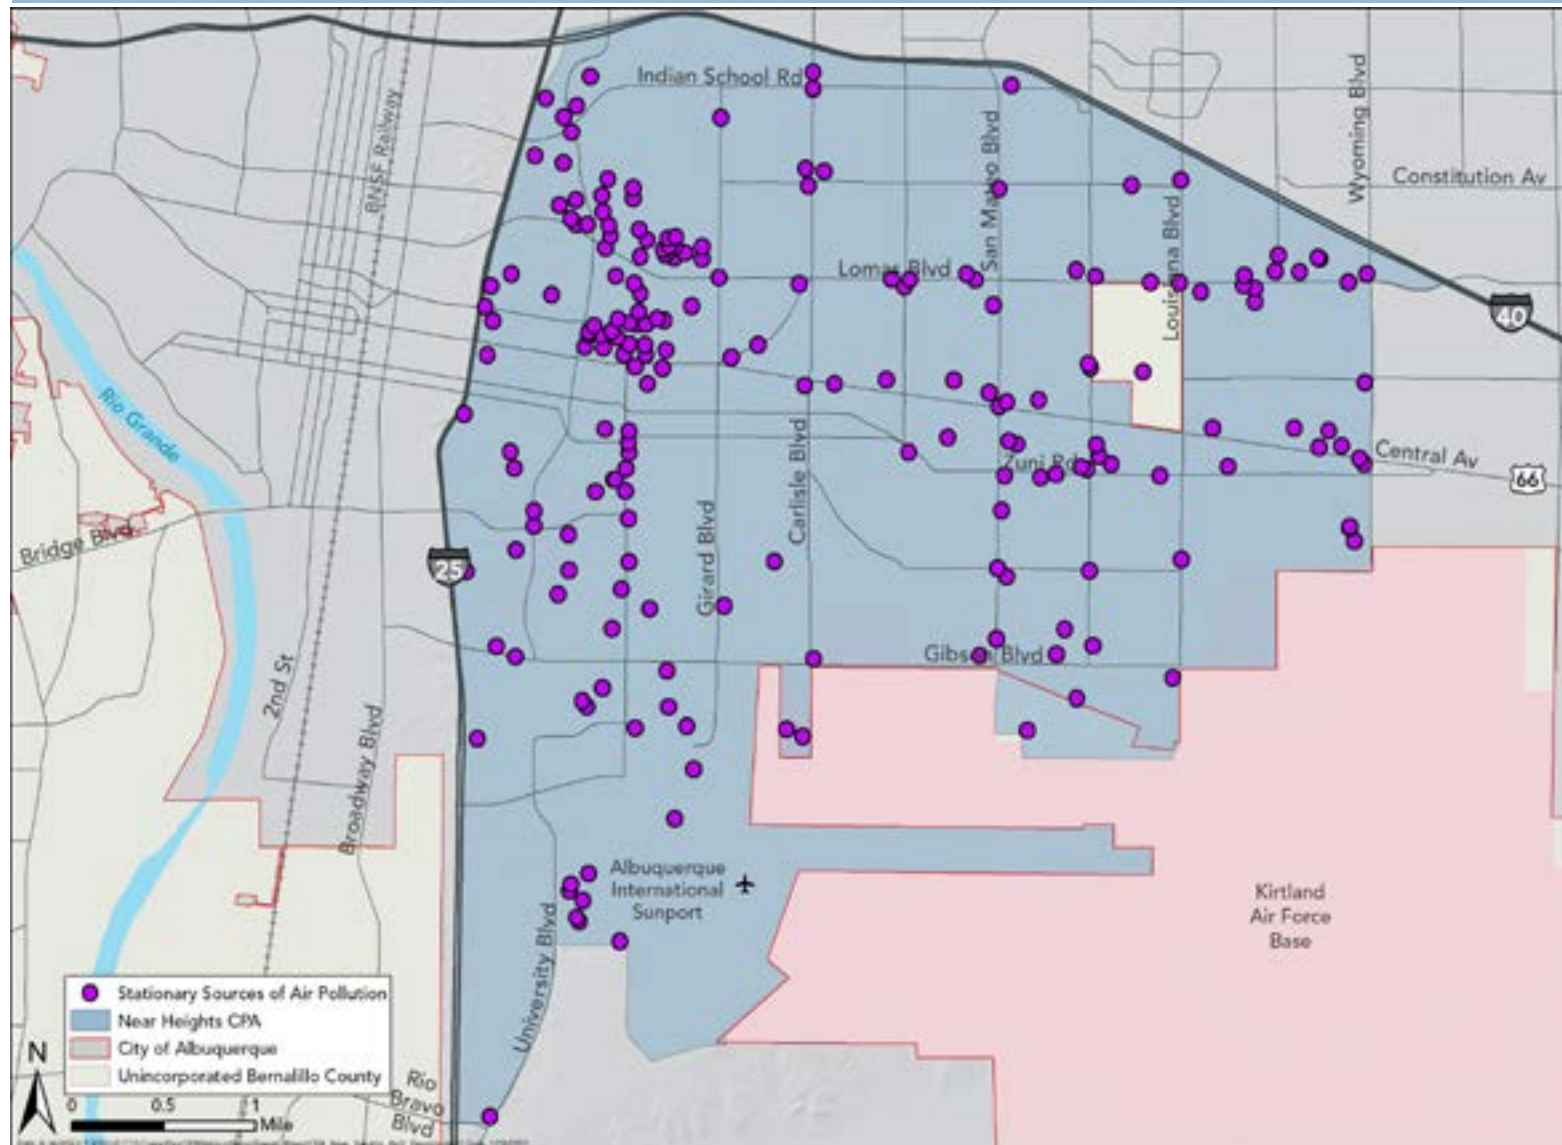 Indian School Rd
BNSF Railway
San Mateo Blvd
Wyoming Blvd
Constitution Av
Louisiana Blvd
Lomas Blvd
40
Rio Grande
Central Av
Zuni Rd
66
Carlisle Blvd
Girard Blvd
Bridge Blvd
25
2nd St
Gibson Blvd
Broadway Blvd
Albuquerque
International
Sunport
Kirtland
Air Force
Base
University Blvd
Stationary Sources of Air Pollution
Near Heights CPA
City of Albuquerque
Unincorporated Bernalillo County
N
Rio
Bravo
Blvd
0 0.5 1
Mile